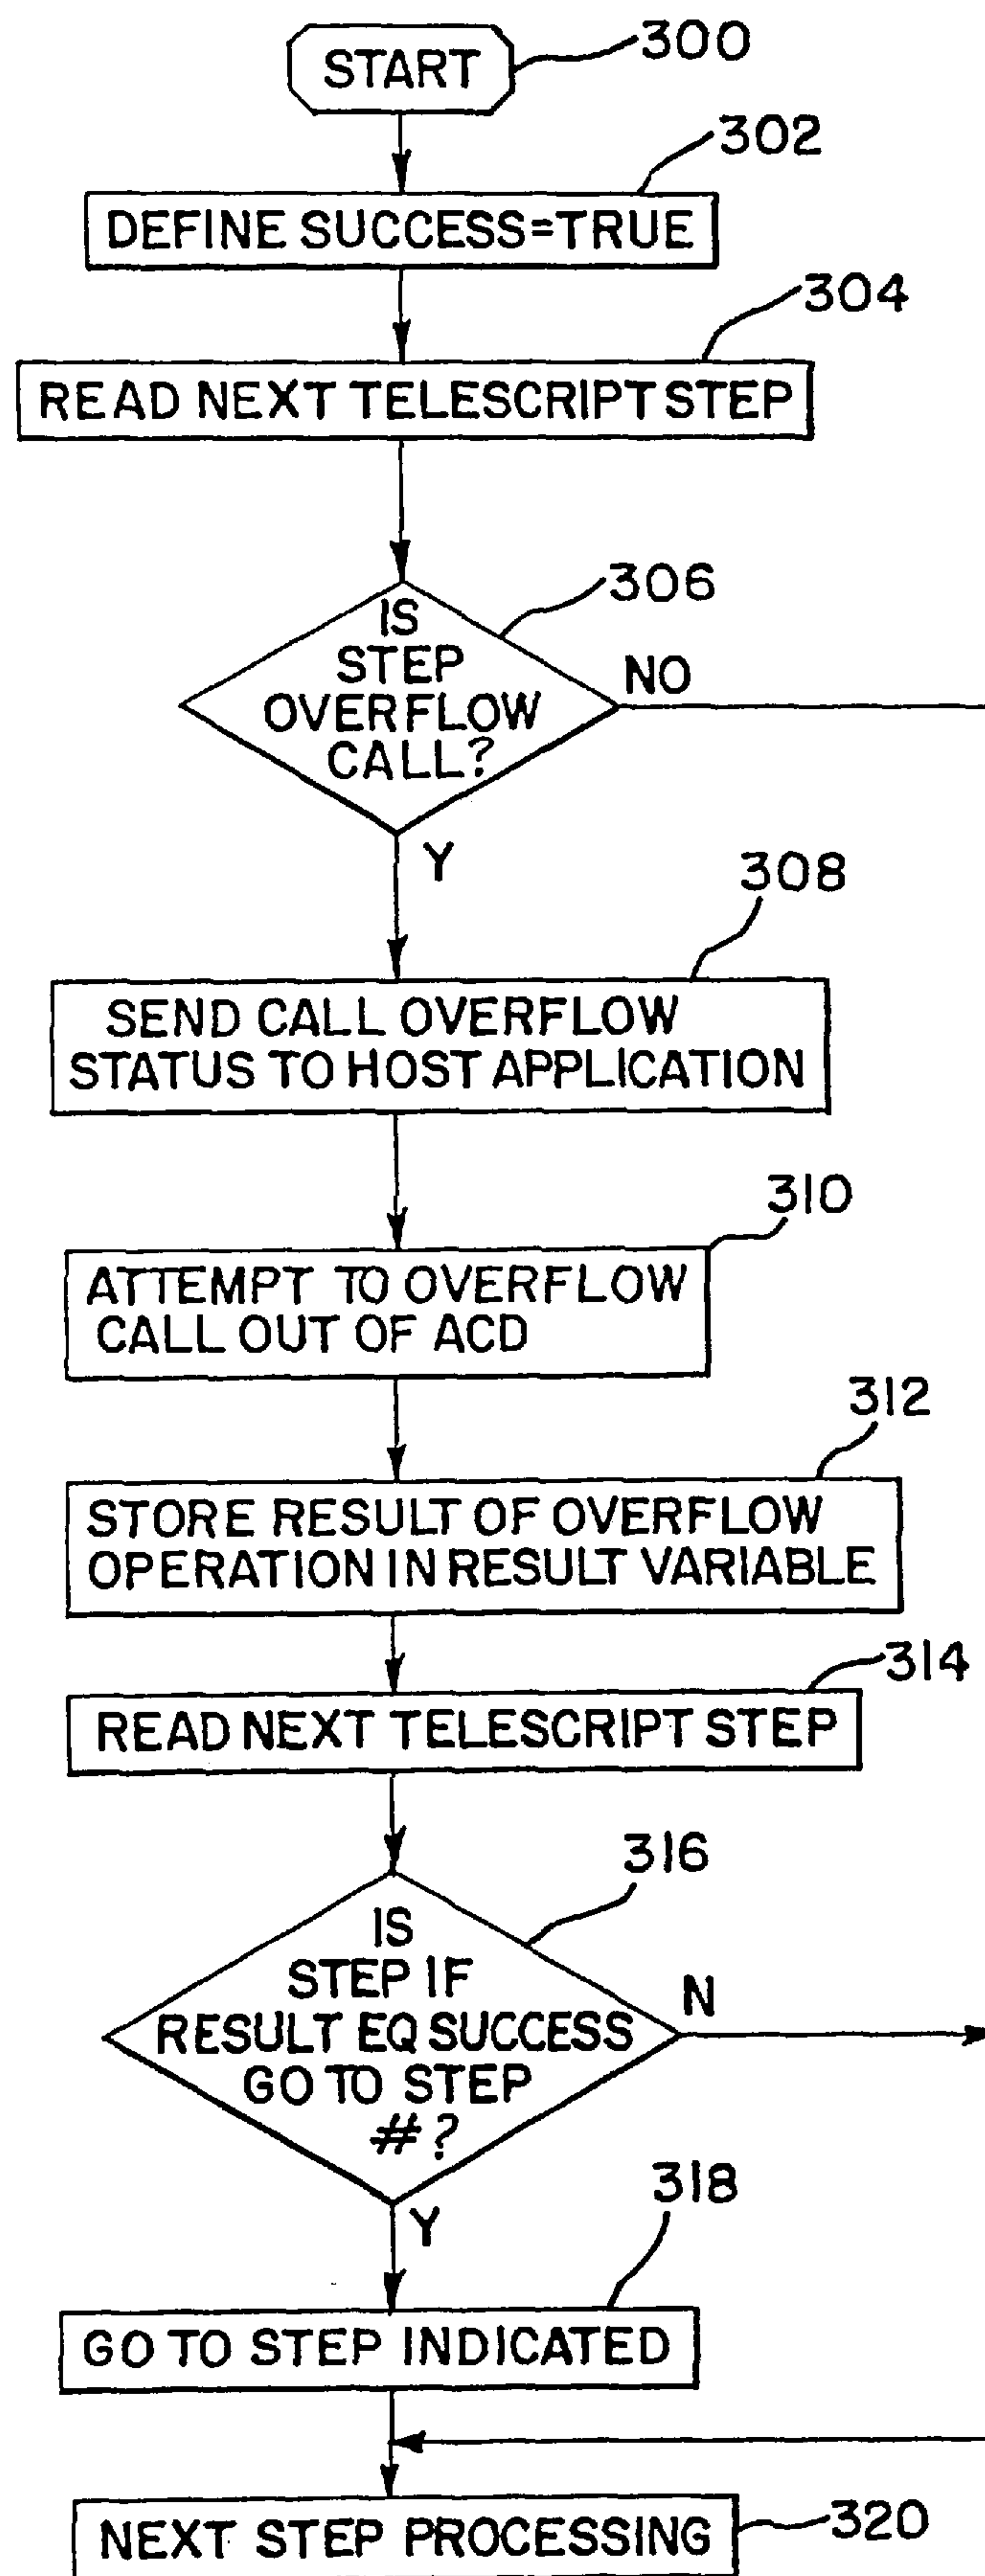 START
300
302
DEFINE SUCCESS=TRUE
304
READ NEXT TELESCRIPT STEP
306
IS
STEP
OVERFLOW
CALL?
NO
Y
308
SEND CALL OVERFLOW
STATUS TO HOST APPLICATION
310
ATTEMPT TO OVERFLOW
CALL OUT OF ACD
312
STORE RESULT OF OVERFLOW
OPERATION IN RESULT VARIABLE
314
READ NEXT TELESCRIPT STEP
316
IS
STEP IF
RESULT EQ SUCCESS
GO TO STEP
#?
N
Y
318
GO TO STEP INDICATED
NEXT STEP PROCESSING
320